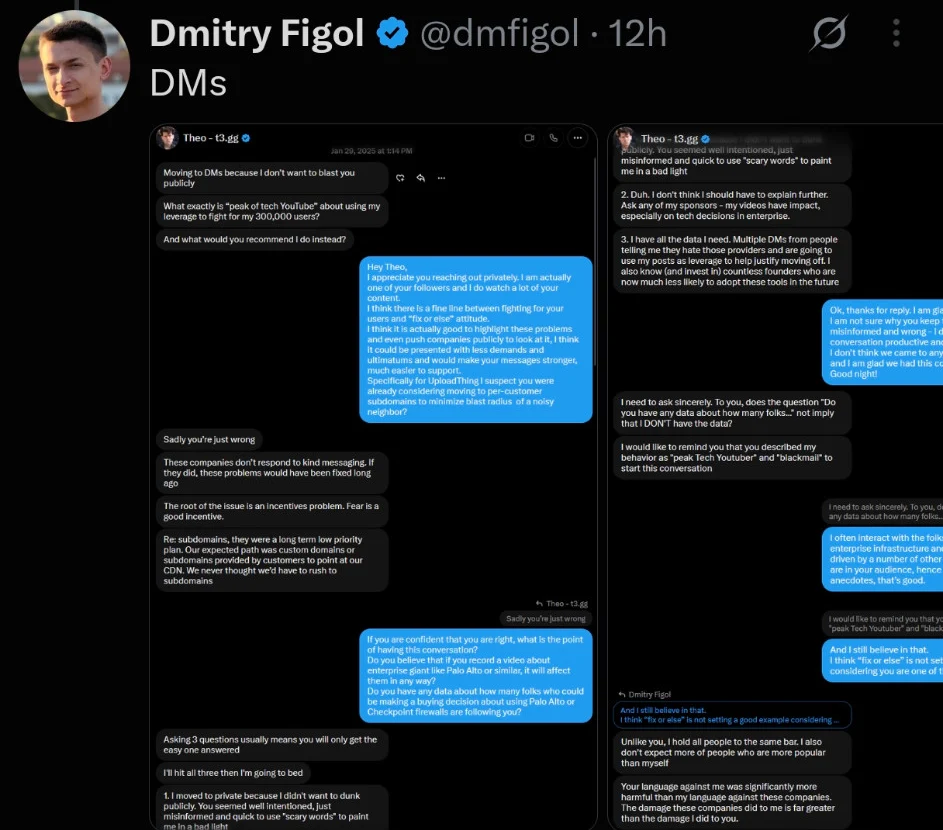 Dmitry Figol @dmfigol · 12h
DMs
Theo - t3.gg
Jan 29, 2025 at 1:14 PM
Moving to DMs because I don't want to blast you
publicly
What exactly is "peak of tech YouTube" about using my
leverage to fight for my 300,000 users?
And what would you recommend I do instead?
Hey Theo,
I appreciate you reaching out privately. I am actually
one of your followers and I do watch a lot of your
content.
I think there is a fine line between fighting for your
users and "fix or else" attitude.
I think it is actually good to highlight these problems
and even push companies publicly to look at it, I think
it could be presented with less demands and
ultimatums and would make your messages stronger,
much easier to support.
Specifically for UploadThing I suspect you were
already considering moving to per-customer
subdomains to minimize blast radius of a noisy
neighbor?
Sadly you're just wrong
These companies don't respond to kind messaging. If
they did, these problems would have been fixed long
ago
The root of the issue is an incentives problem. Fear is a
good incentive.
Re: subdomains, they were a long term low priority
plan. Our expected path was custom domains or
subdomains provided by customers to point at our
CDN. We never thought we'd have to rush to
subdomains
Theo - t3.gg
Sadly you're just wrong
If you are confident that you are right, what is the point
of having this conversation?
Do you believe that if you record a video about
enterprise giant like Palo Alto or similar, it will affect
them in any way?
Do you have any data about how many folks who could
be making a buying decision about using Palo Alto or
Checkpoint firewalls are following you?
Asking 3 questions usually means you will only get the
easy one answered
I'll hit all three then I'm going to bed
1. I moved to private because I didn't want to dunk
publicly. You seemed well intentioned, just
misinformed and quick to use "scary words" to paint
me in a bad light
Theo - t3.gg
publicly. You seemed well intentioned, just
misinformed and quick to use "scary words" to paint
me in a bad light
2. Duh. I don't think I should have to explain further.
Ask any of my sponsors - my videos have impact,
especially on tech decisions in enterprise.
3. I have all the data I need. Multiple DMs from people
telling me they hate those providers and are going to
use my posts as leverage to help justify moving off. I
also know (and invest in) countless founders who are
now much less likely to adopt these tools in the future
Ok, thanks for reply. I am gla
I am not sure why you keep
misinformed and wrong - I d
conversation productive and
I don't think we came to any
and I am glad we had this co
Good night!
I need to ask sincerely. To you, does the question "Do
you have any data about how many folks..." not imply
that I DON'T have the data?
I would like to remind you that you described my
behavior as "peak Tech Youtuber" and "blackmail" to
start this conversation
I need to ask sincerely. To you, do
any data about how many folks..
I often interact with the folk
enterprise infrastructure and
driven by a number of other
are in your audience, hence
anecdotes, that's good.
I would like to remind you that yo
"peak Tech Youtuber" and "black
And I still believe in that.
I think "fix or else" is not set
considering you are one of t
Dmitry Figol
And I still believe in that.
I think "fix or else" is not setting a good example considering ...
Unlike you, I hold all people to the same bar. I also
don't expect more of people who are more popular
than myself
Your language against me was significantly more
harmful than my language against these companies.
The damage these companies did to me is far greater
than the damage I did to you.